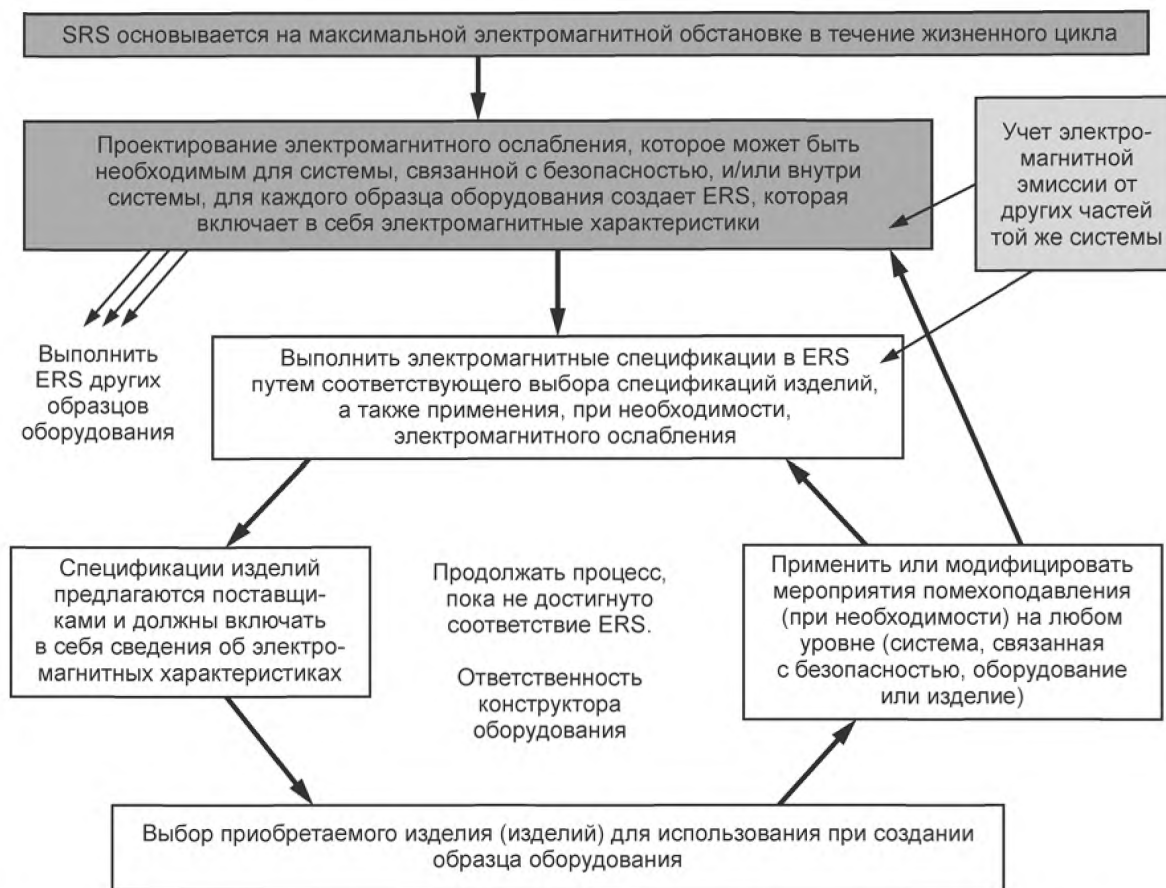 SRS основывается на максимальной электромагнитной обстановке в течение жизненного цикла
Проектирование электромагнитного ослабления, которое может быть
необходимым для системы, связанной с безопасностью, и/или внутри
системы, для каждого образца оборудования создает ERS, которая
включает в себя электромагнитные характеристики
Учет электро-
магнитной
эмиссии от
других частей
той же системы
Выполнить
ERS других
образцов
оборудования
Выполнить электромагнитные спецификации в ERS
путем соответствующего выбора спецификаций изделий,
а также применения, при необходимости,
электромагнитного ослабления
Спецификации изделий
предлагаются поставщи-
ками и должны включать
в себя сведения об электро-
магнитных характеристиках
Продолжать процесс,
пока не достигнуто
соответствие ERS.
Ответственность
конструктора
оборудования
Применить или модифицировать
мероприятия помехоподавления
(при необходимости) на любом
уровне (система, связанная
с безопасностью, оборудование
или изделие)
Выбор приобретаемого изделия (изделий) для использования при создании
образца оборудования